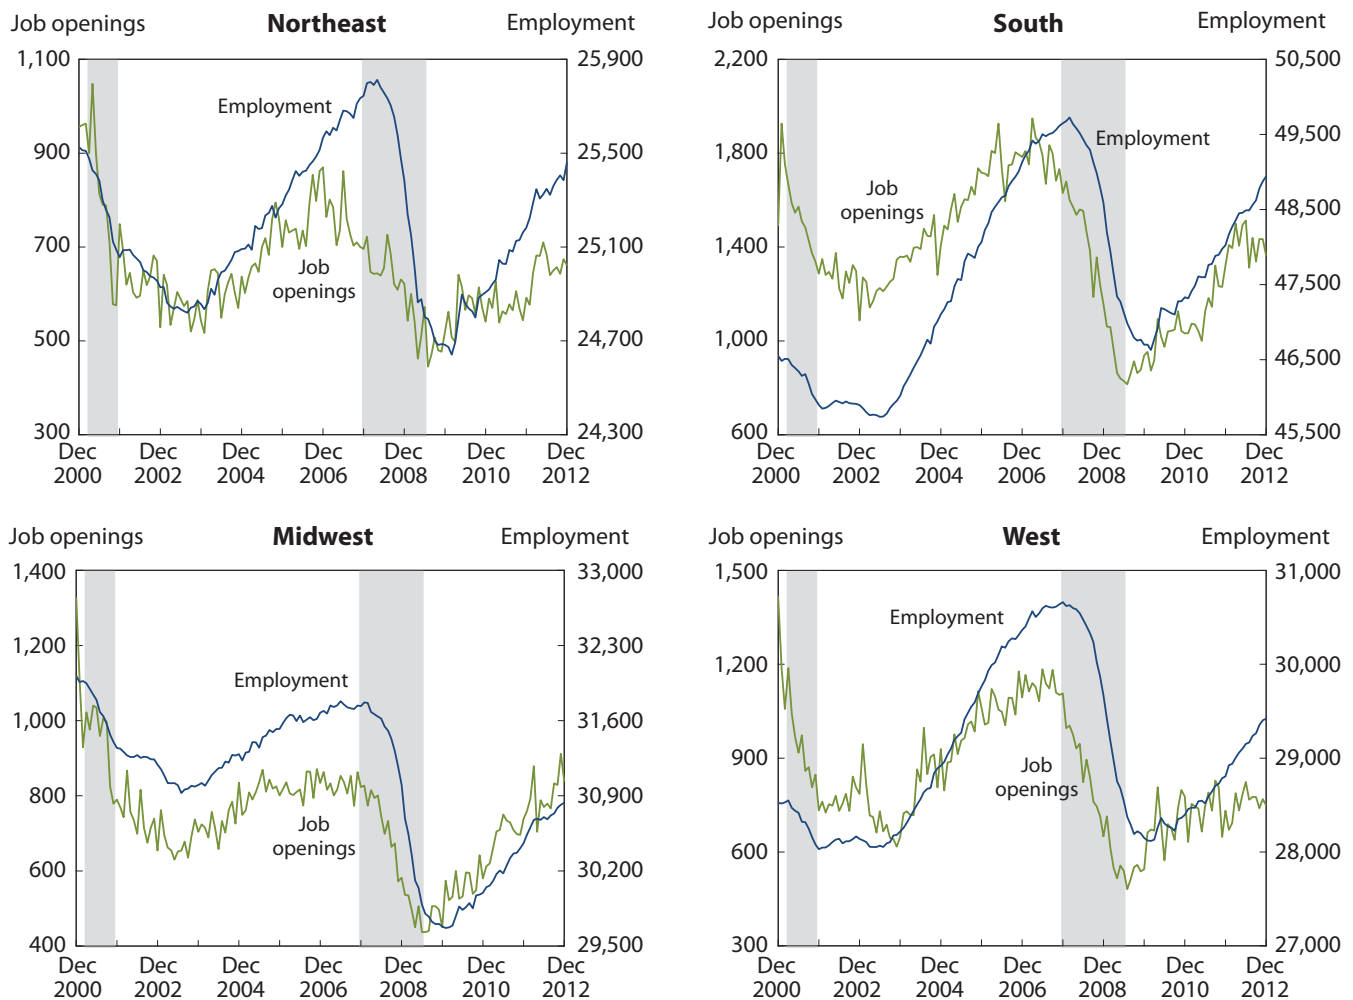 Job openings Northeast Employment
1,100
900
700
500
300
25,900
25,500
25,100
24,700
24,300
Employment
Job
openings
Dec Dec Dec Dec Dec Dec Dec
2000 2002 2004 2006 2008 2010 2012
Job openings South Employment
2,200
1,800
1,400
1,000
600
50,500
49,500
48,500
47,500
46,500
45,500
Employment
Job
openings
Dec Dec Dec Dec Dec Dec Dec
2000 2002 2004 2006 2008 2010 2012
Job openings Midwest Employment
1,400
1,200
1,000
800
600
400
33,000
32,300
31,600
30,900
30,200
29,500
Employment
Job
openings
Dec Dec Dec Dec Dec Dec Dec
2000 2002 2004 2006 2008 2010 2012
Job openings West Employment
1,500
1,200
900
600
300
31,000
30,000
29,000
28,000
27,000
Employment
Job
openings
Dec Dec Dec Dec Dec Dec Dec
2000 2002 2004 2006 2008 2010 2012